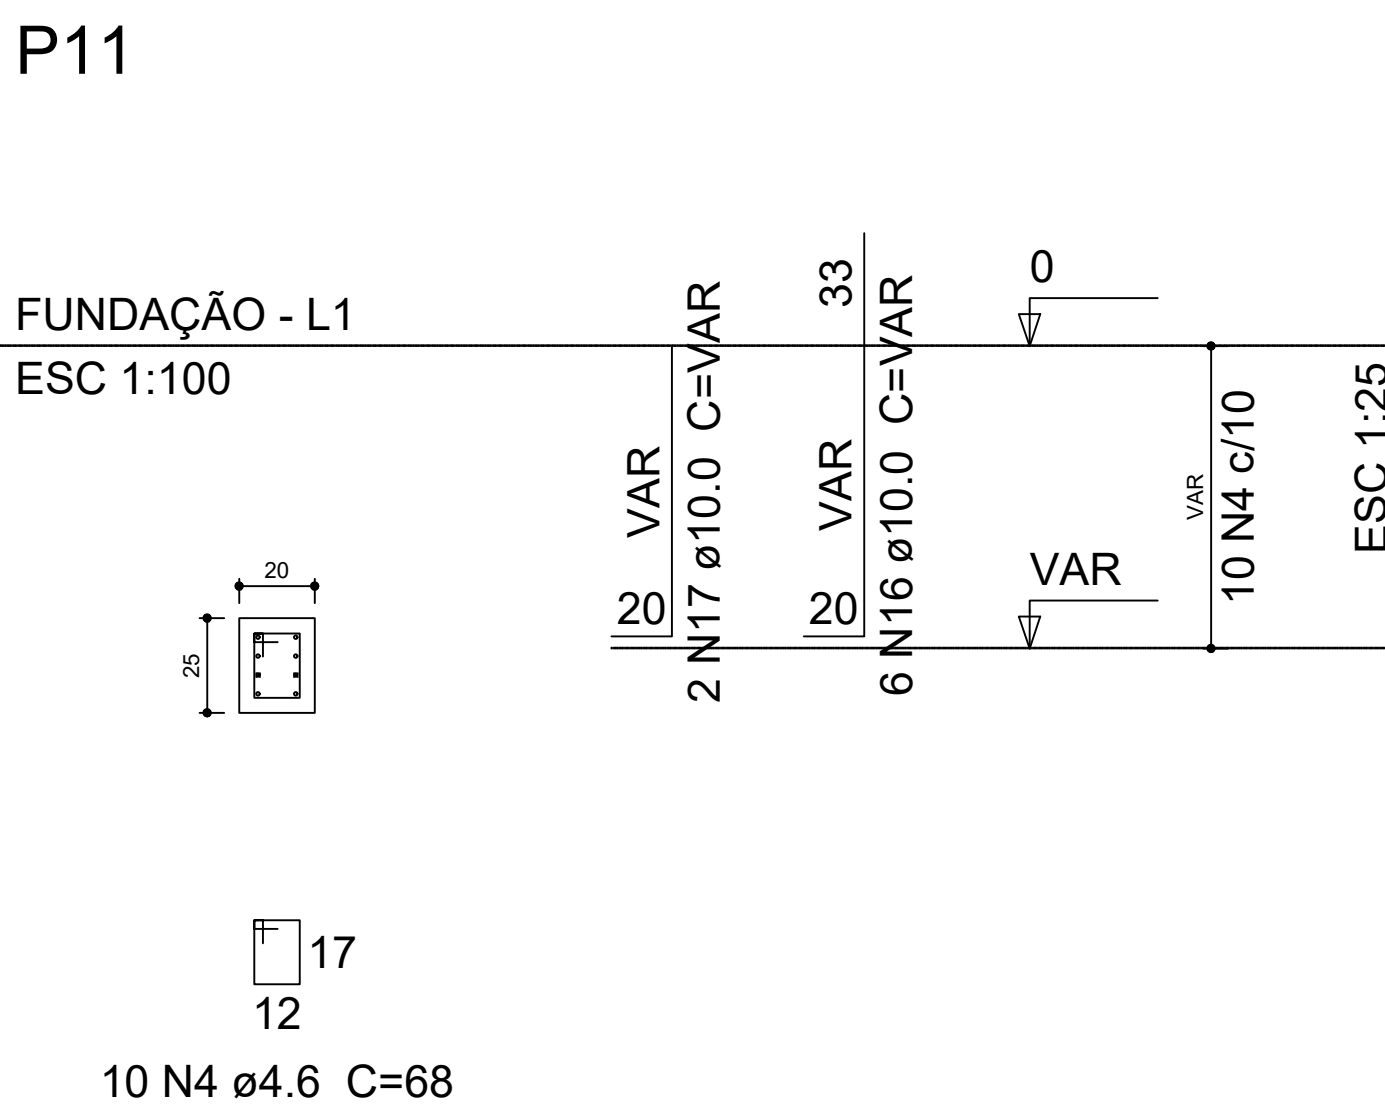 P11
FUNDAÇÃO - L1
ESC 1:100
VAR
20
2 N17 ø10.0 C=VAR
33
VAR
20
6 N16 ø10.0 C=VAR
0
VAR
VAR
10 N4 c/10
ESC 1:25
20
25
17
12
10 N4 ø4.6 C=68